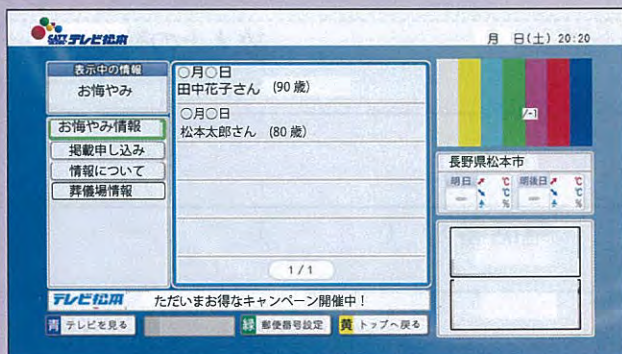 テレビ松本
月 日(土) 20:20
表示中の情報
お悔やみ
お悔やみ情報
掲載申し込み
情報について
葬儀場情報
○月○日
田中花子さん (90歳)
○月○日
松本太郎さん (80歳)
1/1
/-1
長野県松本市
明日 ℃ 明後日 ℃
― ℃ ― ℃
% %
テレビ松本 ただいまお得なキャンペーン開催中！
青 テレビを見る 緑 郵便番号設定 黄 トップへ戻る